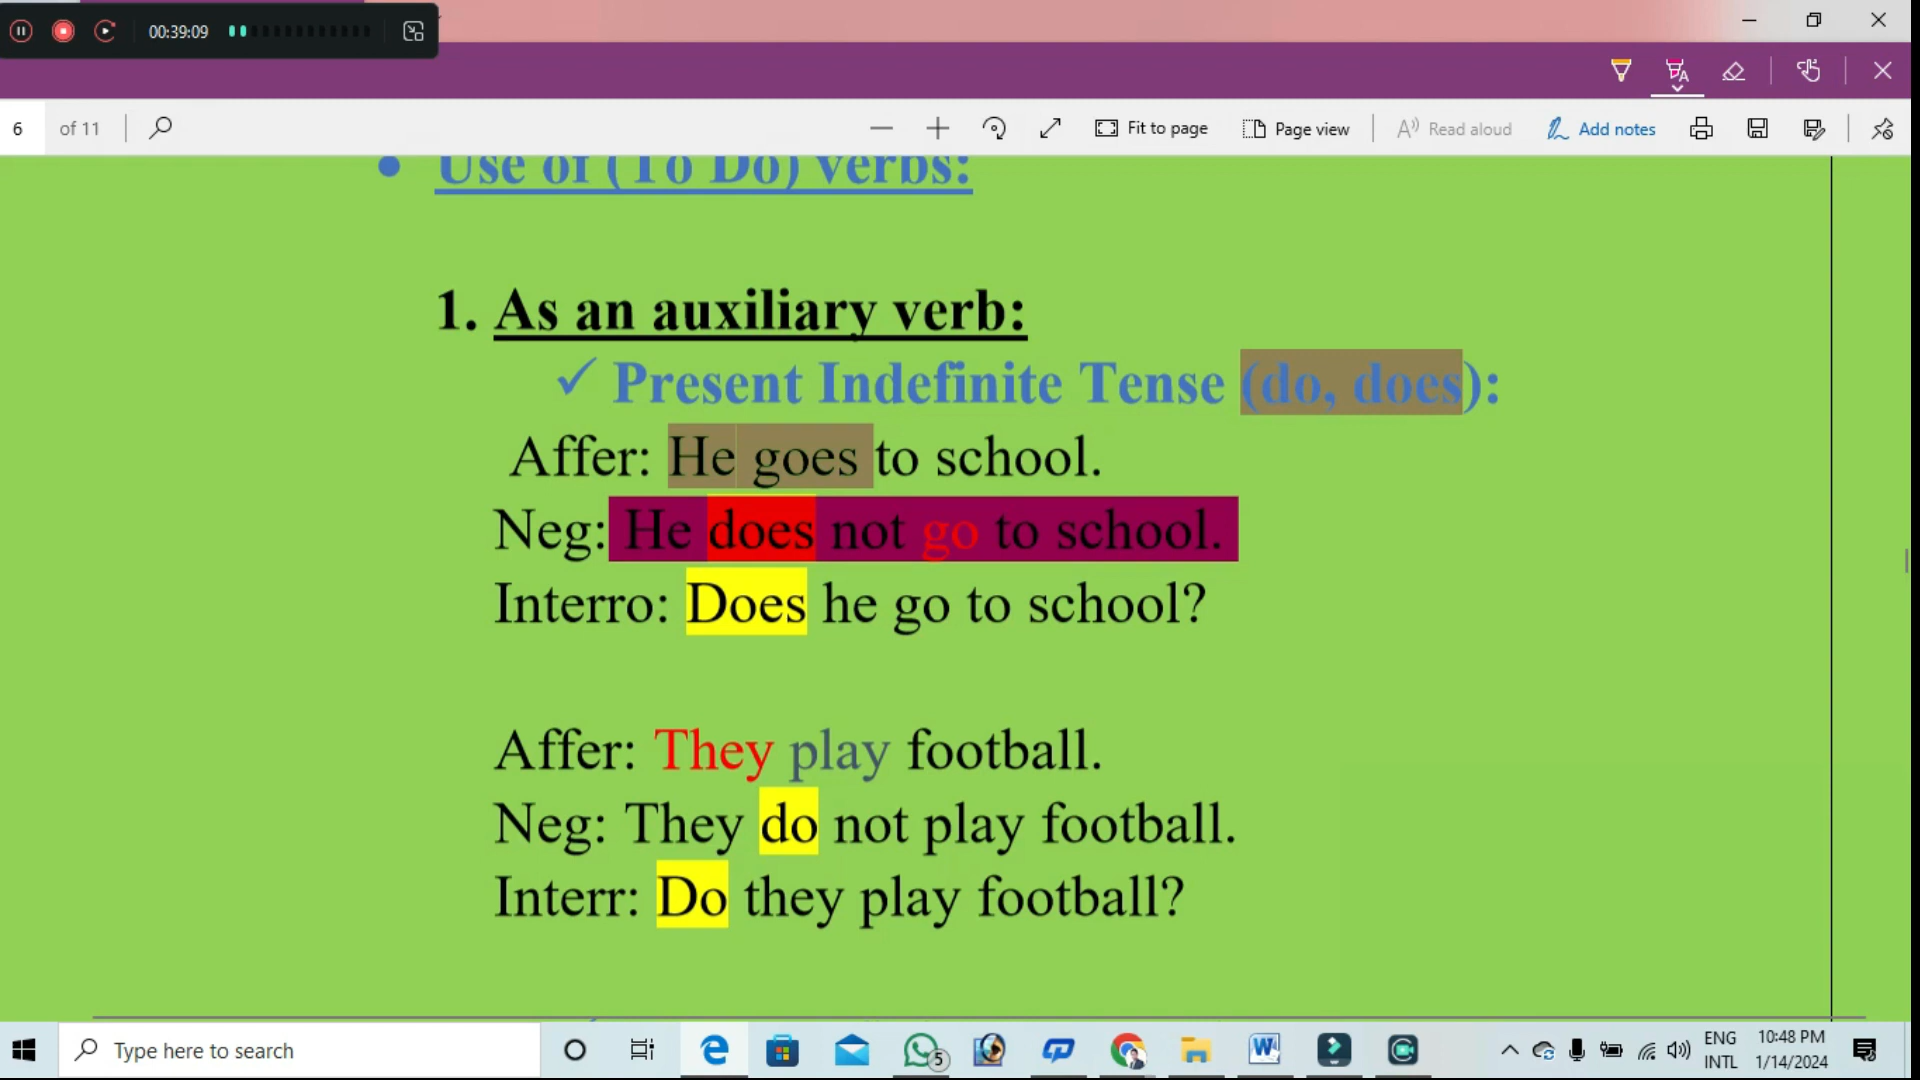 00:39:09
6 of 11
Fit to page
Page view
Read aloud
Add notes
• Use of (To Do) verbs:
1. As an auxiliary verb:
✓ Present Indefinite Tense (do, does):
Affer: He goes to school.
Neg: He does not go to school.
Interro: Does he go to school?
Affer: They play football.
Neg: They do not play football.
Interr: Do they play football?
Type here to search
5
ENG
INTL
10:48 PM
1/14/2024